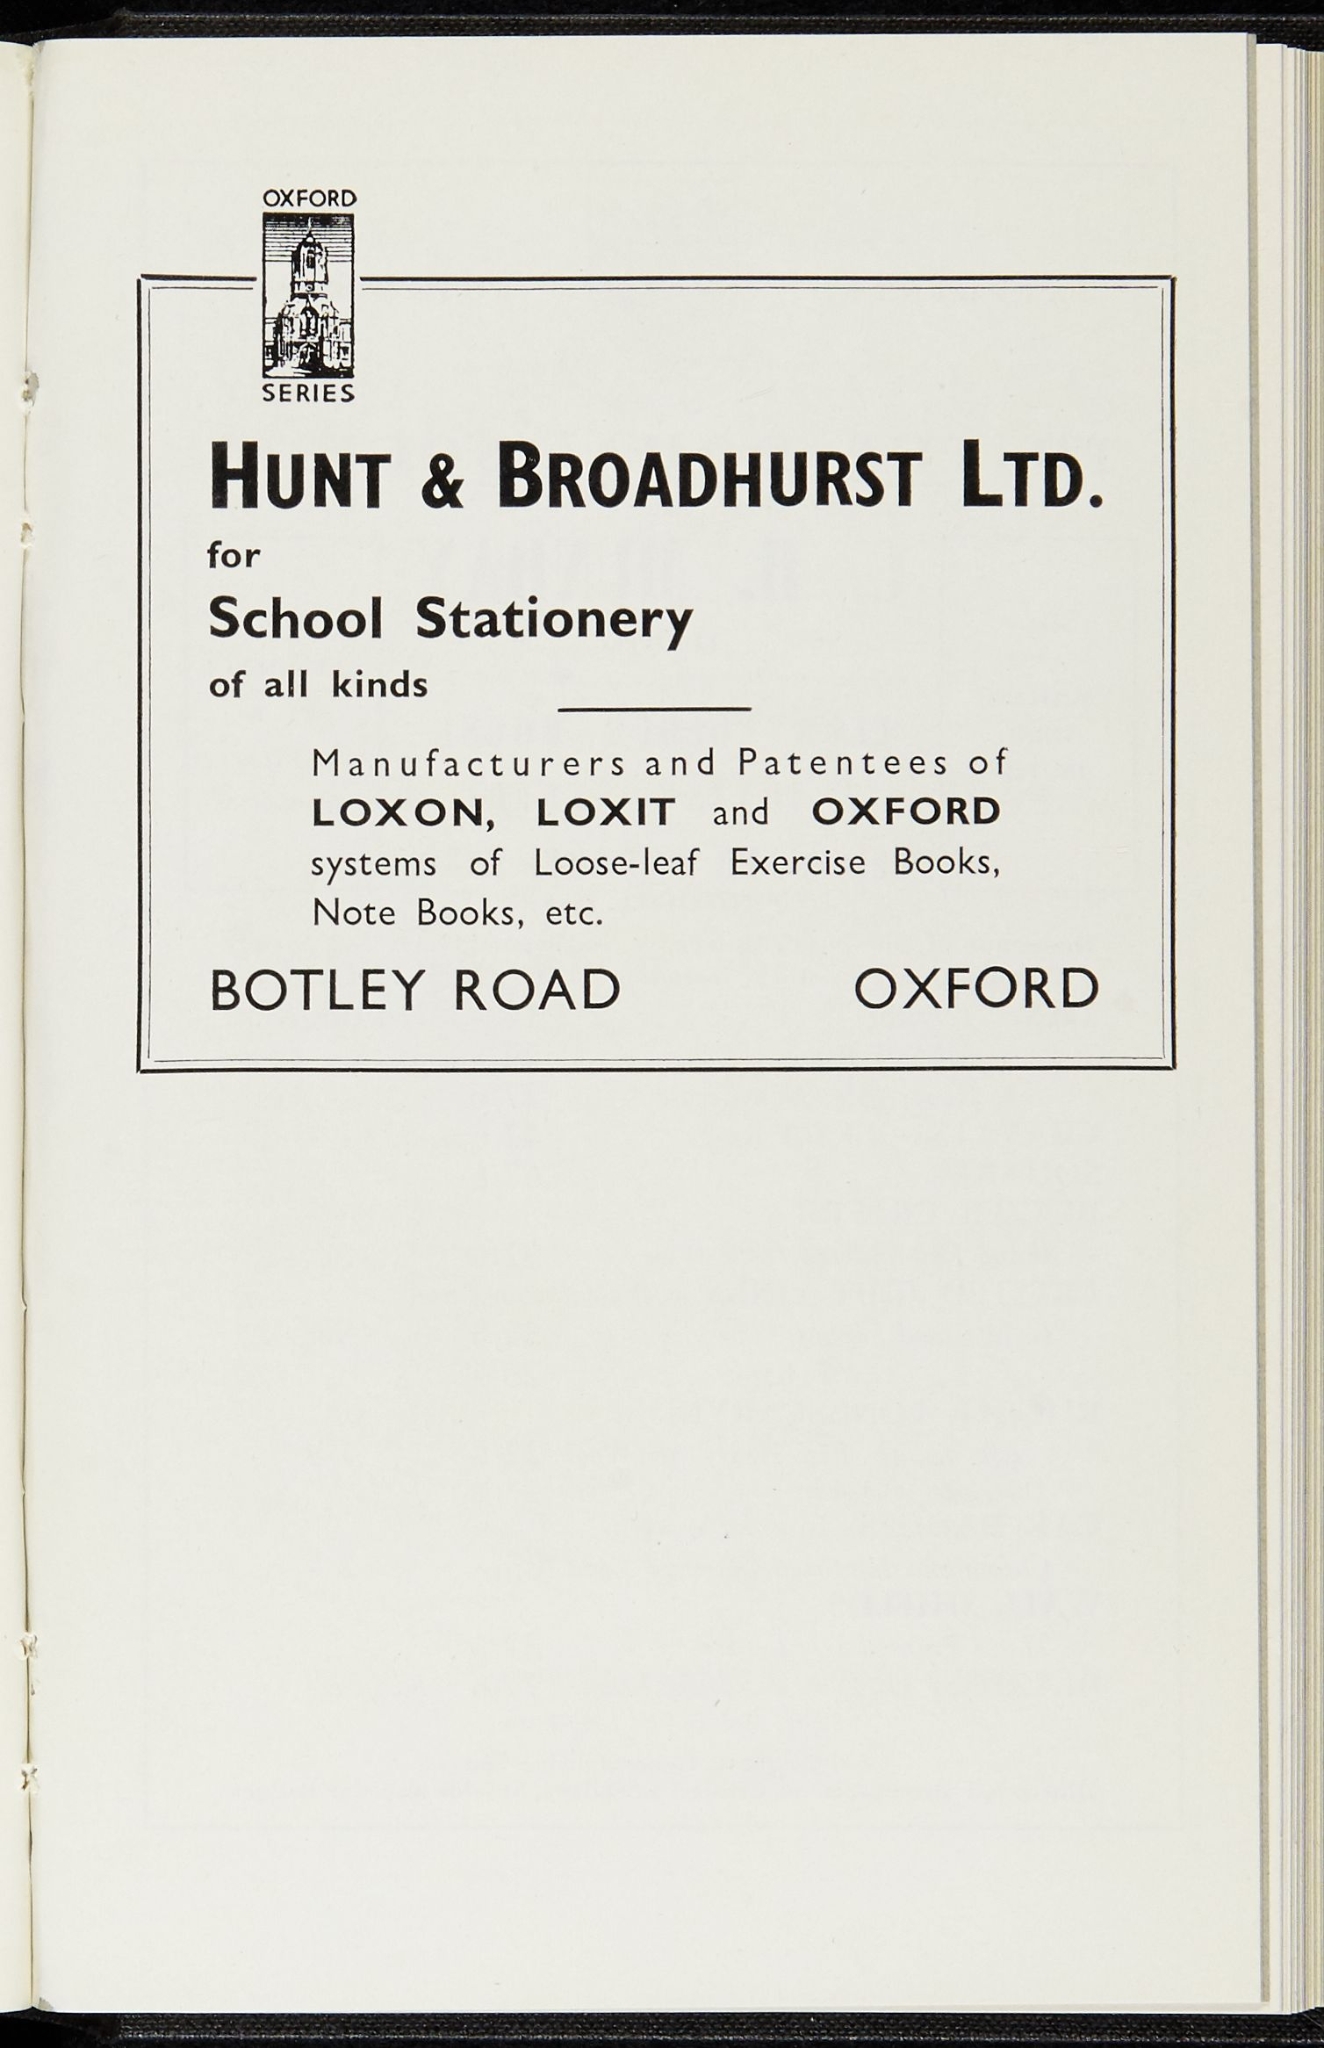 OXFORD
SERIES
HUNT & BROADHURST LTD.
for
School Stationery
of all kinds
Manufacturers and Patentees of
LOXON, LOXIT and OXFORD
systems of Loose-leaf Exercise Books,
Note Books, etc.
BOTLEY ROAD OXFORD